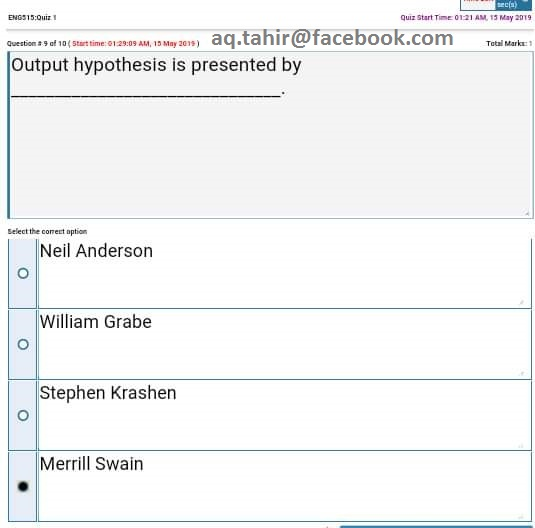 sec(s)
ENG515:Quiz 1
Quiz Start Time: 01:21 AM, 15 May 2019
Question # 9 of 10 ( Start time: 01:29:09 AM, 15 May 2019 )
aq.tahir@facebook.com
Total Marks: 1
Output hypothesis is presented by
______________________________.
Select the correct option
Neil Anderson
William Grabe
Stephen Krashen
Merrill Swain